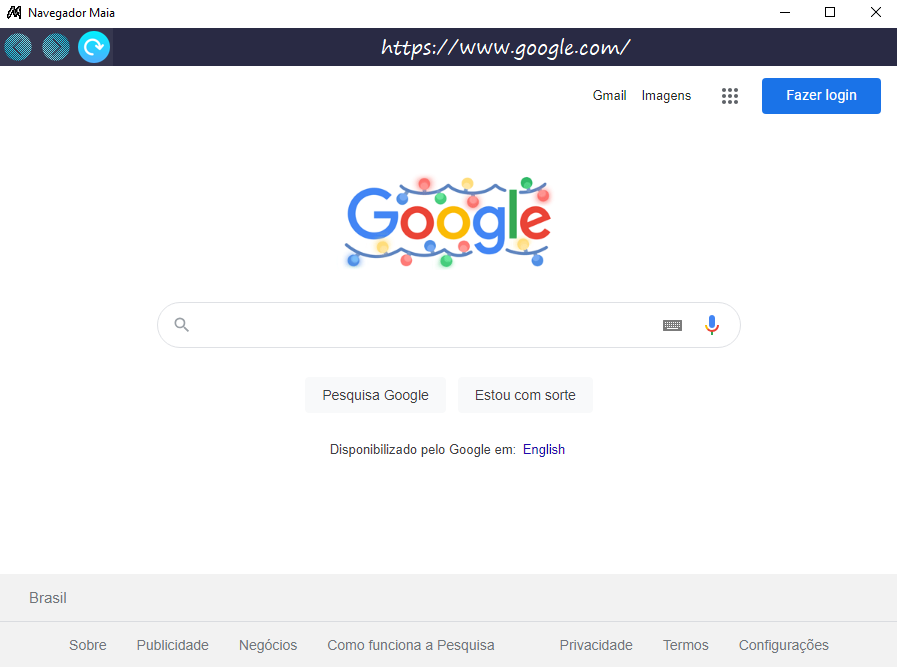 Navegador Maia
https://www.google.com/
Gmail Imagens Fazer login
Google
Pesquisa Google Estou com sorte
Disponibilizado pelo Google em: English
Brasil
Sobre Publicidade Negócios Como funciona a Pesquisa Privacidade Termos Configurações